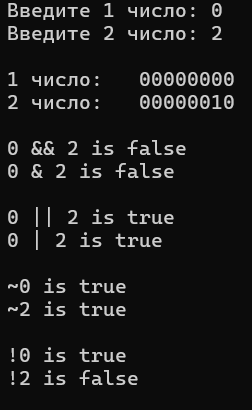 Введите 1 число: 0
Введите 2 число: 2
1 число:   00000000
2 число:   00000010
0 && 2 is false
0 & 2 is false
0 || 2 is true
0 | 2 is true
~0 is true
~2 is true
!0 is true
!2 is false